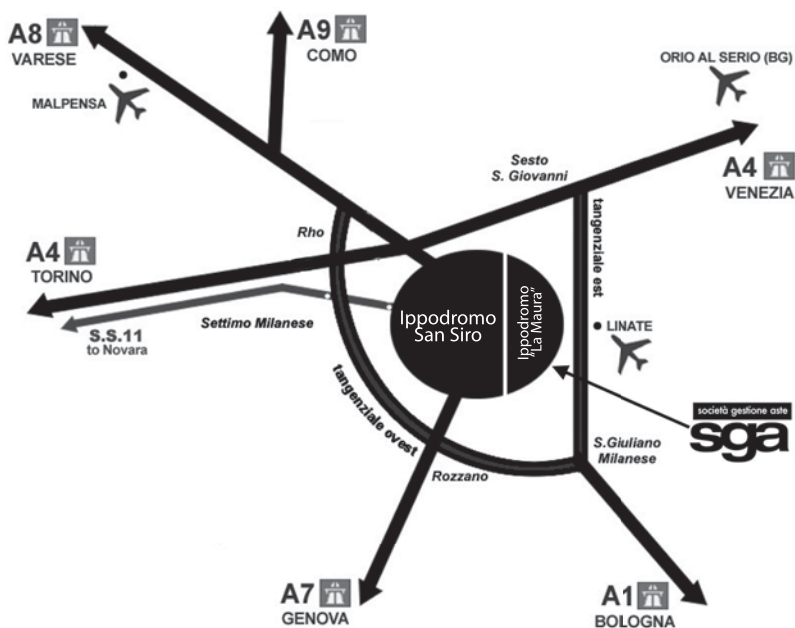 A8
VARESE
A9
COMO
MALPENSA
ORIO AL SERIO (BG)
Sesto
S. Giovanni
A4
VENEZIA
tangenziale est
Rho
A4
TORINO
S.S.11
to Novara
Settimo Milanese
Ippodromo
San Siro
Ippodromo
"La Maura"
LINATE
tangenziale ovest
società gestione aste
sga
S.Giuliano
Milanese
Rozzano
A7
GENOVA
A1
BOLOGNA